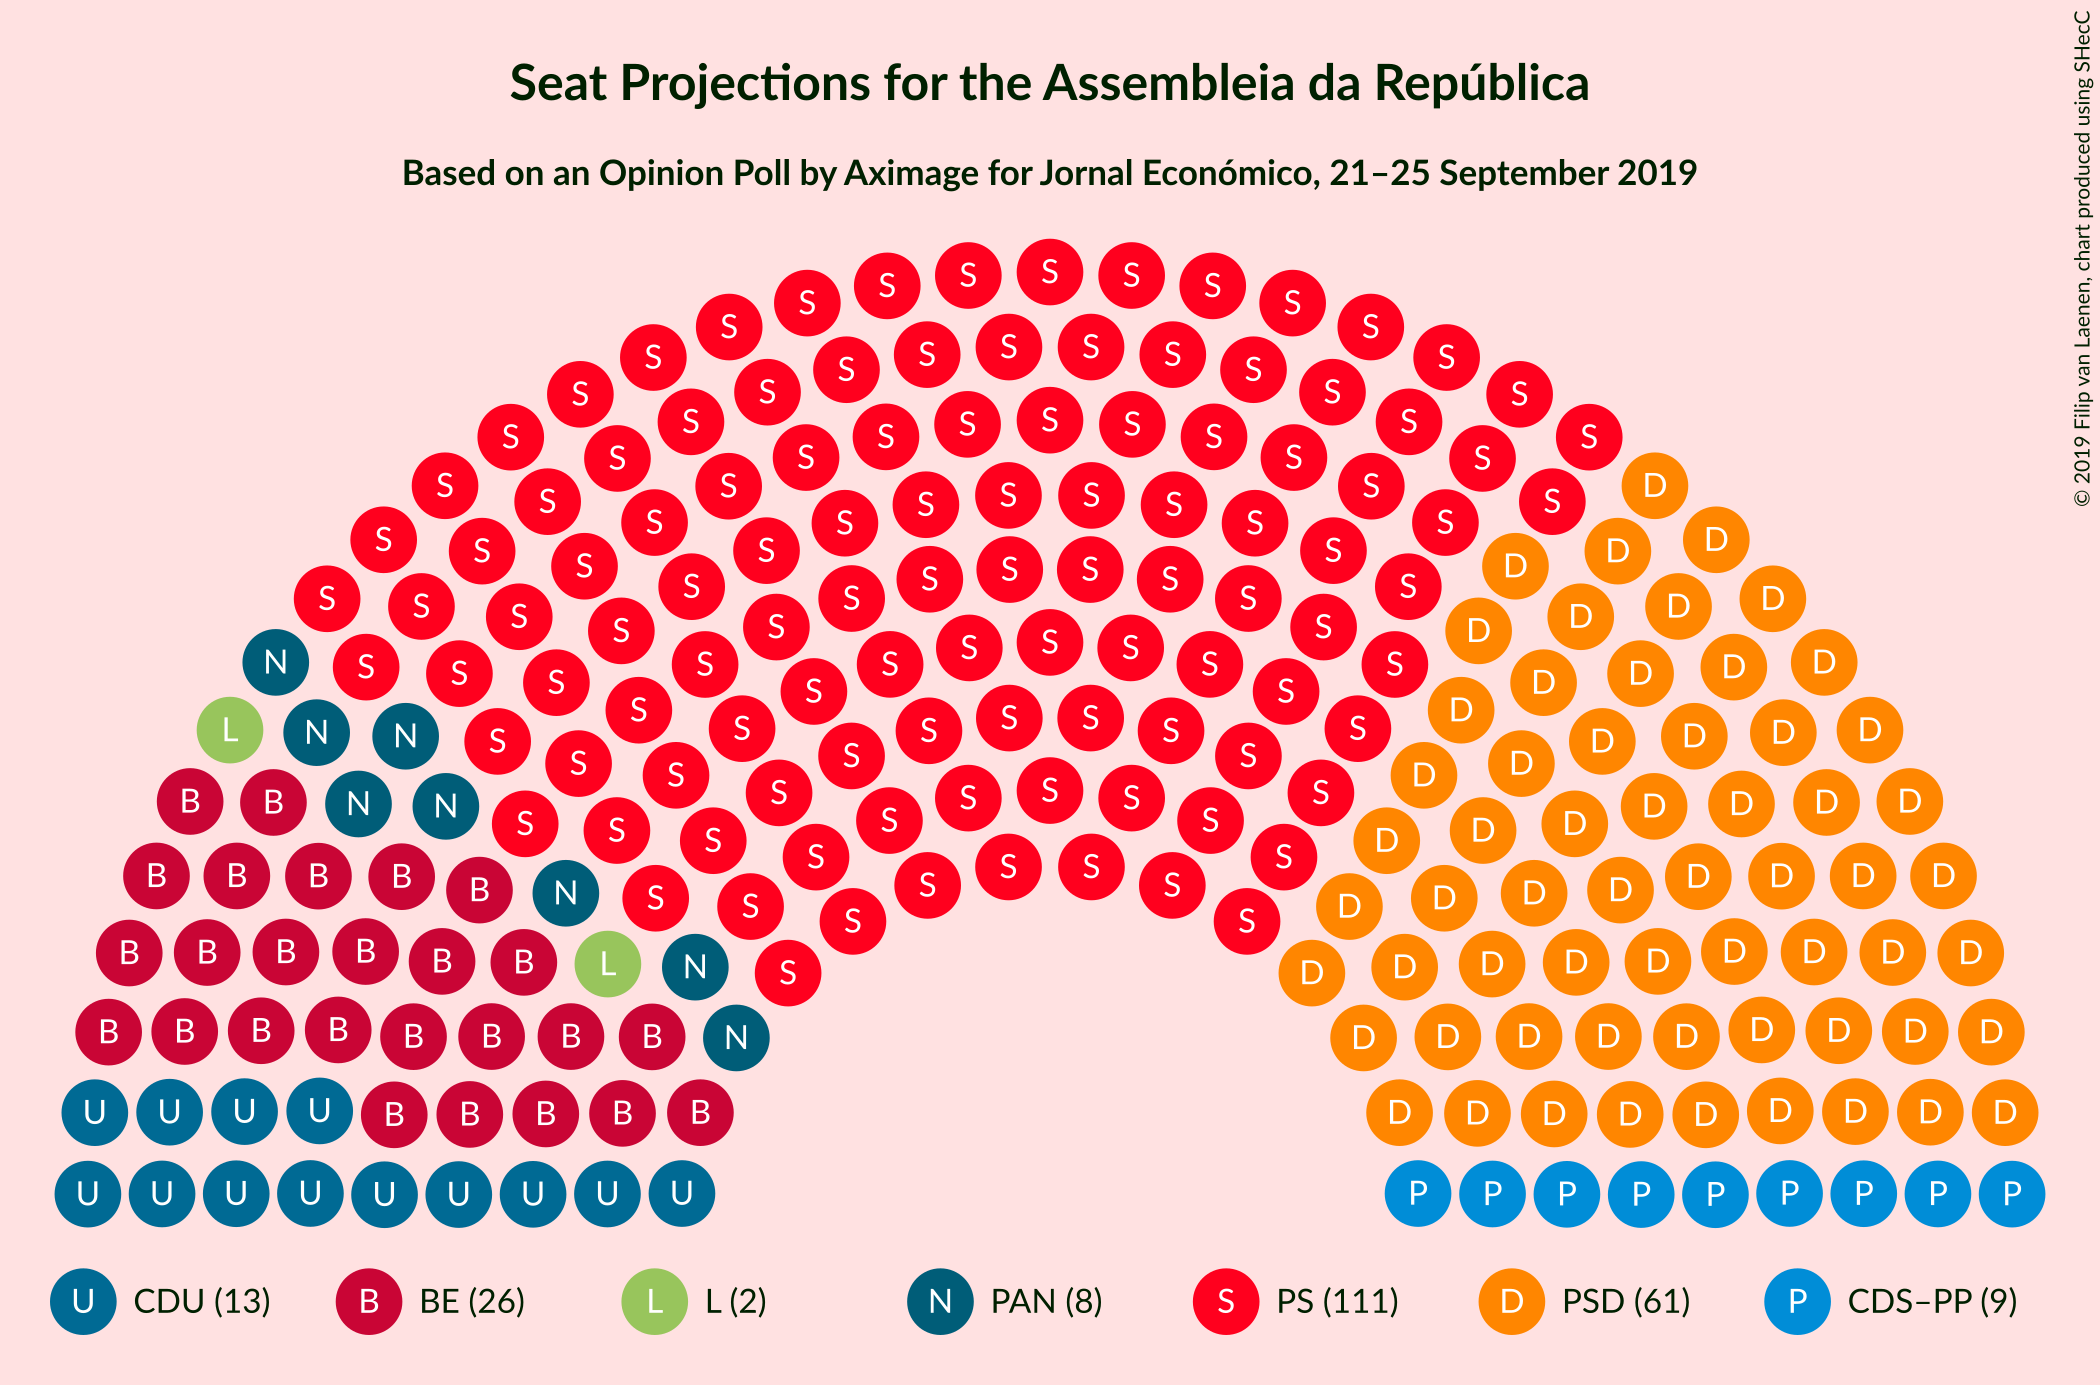 Seat Projections for the Assembleia da República
Based on an Opinion Poll by Aximage for Jornal Económico, 21–25 September 2019
© 2019 Filip van Laenen, chart produced using SHecC
U CDU (13) B BE (26) L L (2) N PAN (8) S PS (111) D PSD (61) P CDS–PP (9)